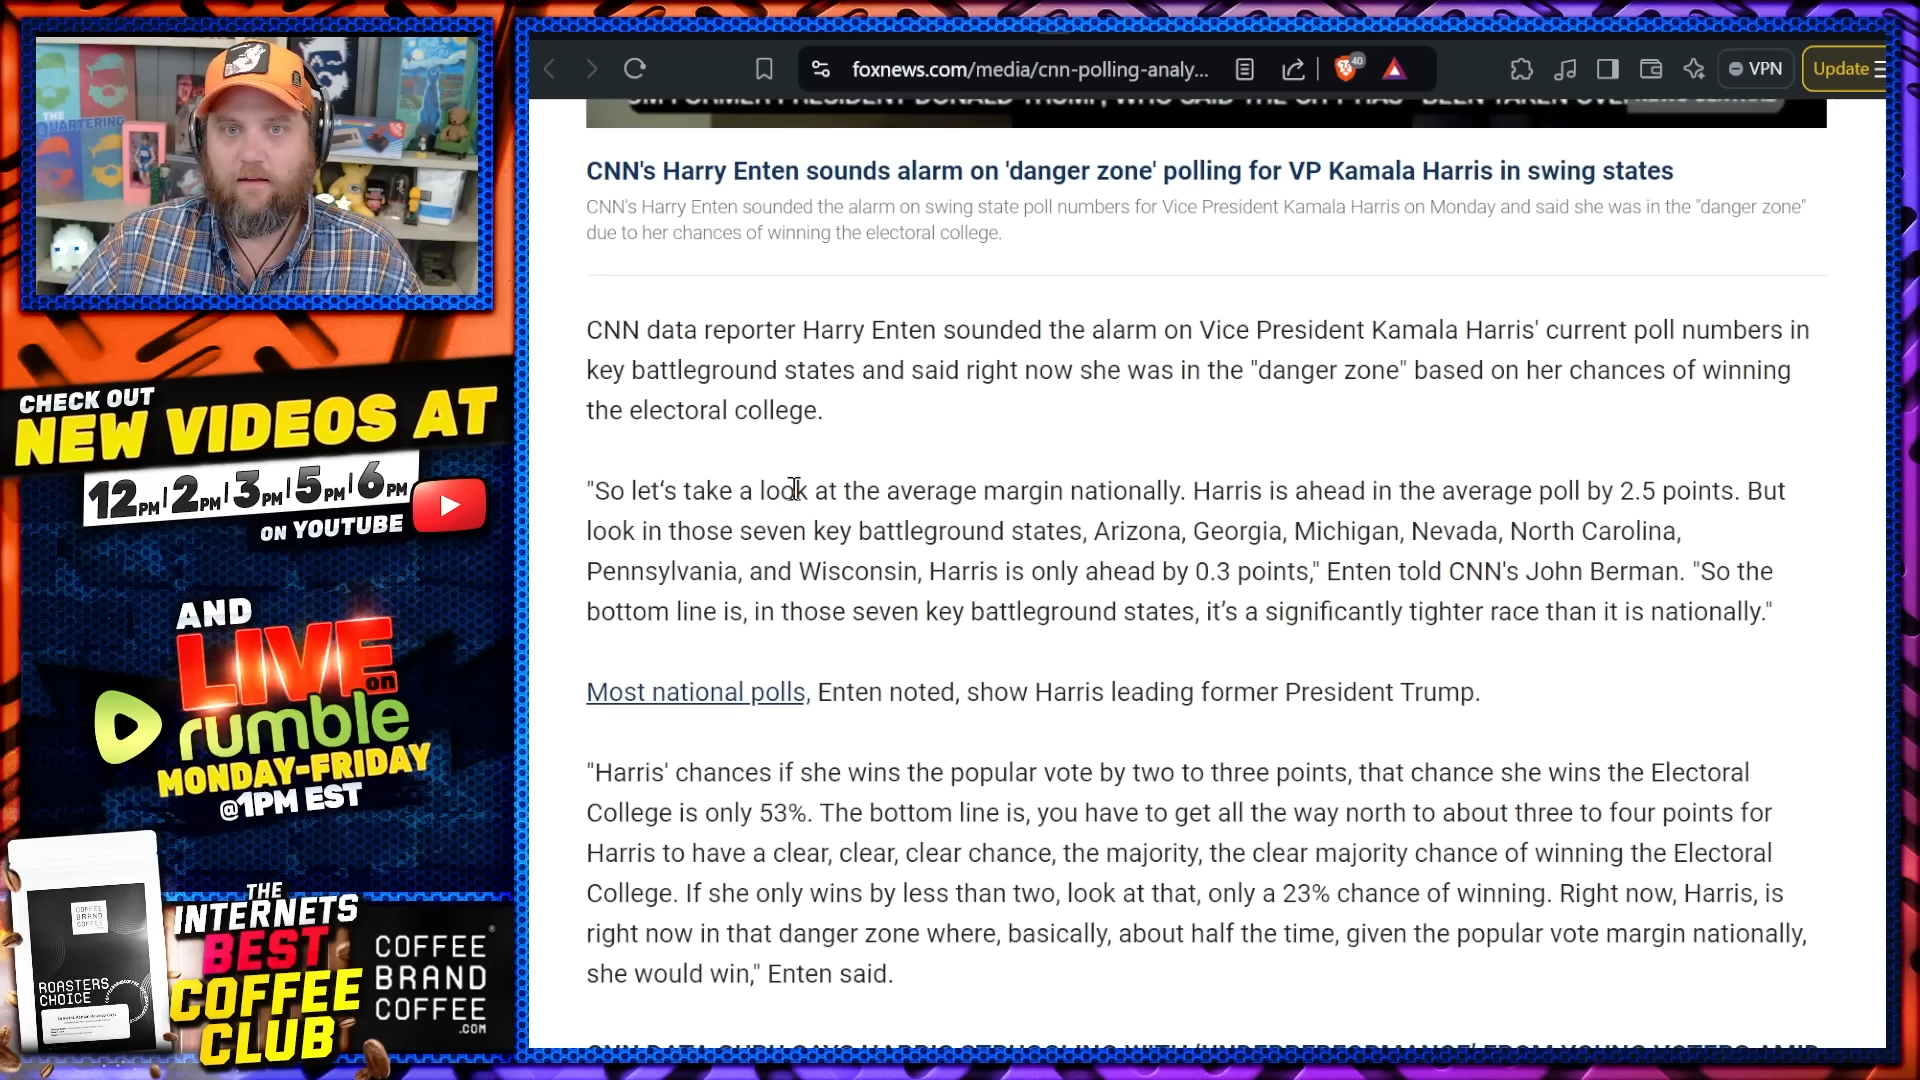 THE
QUARTERING
CHECK OUT
NEW VIDEOS AT
12PM | 2PM | 3PM | 5PM | 6PM
ON YOUTUBE
AND
LIVE
on
rumble
MONDAY-FRIDAY
@1PM EST
THE
INTERNETS
BEST
COFFEE
CLUB
COFFEE
BRAND
COFFEE
.COM
COFFEE
BRAND
COFFEE
ROASTERS
CHOICE
foxnews.com/media/cnn-polling-analy...
40
VPN
Update
CNN's Harry Enten sounds alarm on 'danger zone' polling for VP Kamala Harris in swing states
CNN's Harry Enten sounded the alarm on swing state poll numbers for Vice President Kamala Harris on Monday and said she was in the "danger zone"
due to her chances of winning the electoral college.
CNN data reporter Harry Enten sounded the alarm on Vice President Kamala Harris' current poll numbers in
key battleground states and said right now she was in the "danger zone" based on her chances of winning
the electoral college.
"So let‘s take a look at the average margin nationally. Harris is ahead in the average poll by 2.5 points. But
look in those seven key battleground states, Arizona, Georgia, Michigan, Nevada, North Carolina,
Pennsylvania, and Wisconsin, Harris is only ahead by 0.3 points," Enten told CNN's John Berman. "So the
bottom line is, in those seven key battleground states, it’s a significantly tighter race than it is nationally."
Most national polls, Enten noted, show Harris leading former President Trump.
"Harris' chances if she wins the popular vote by two to three points, that chance she wins the Electoral
College is only 53%. The bottom line is, you have to get all the way north to about three to four points for
Harris to have a clear, clear, clear chance, the majority, the clear majority chance of winning the Electoral
College. If she only wins by less than two, look at that, only a 23% chance of winning. Right now, Harris, is
right now in that danger zone where, basically, about half the time, given the popular vote margin nationally,
she would win," Enten said.